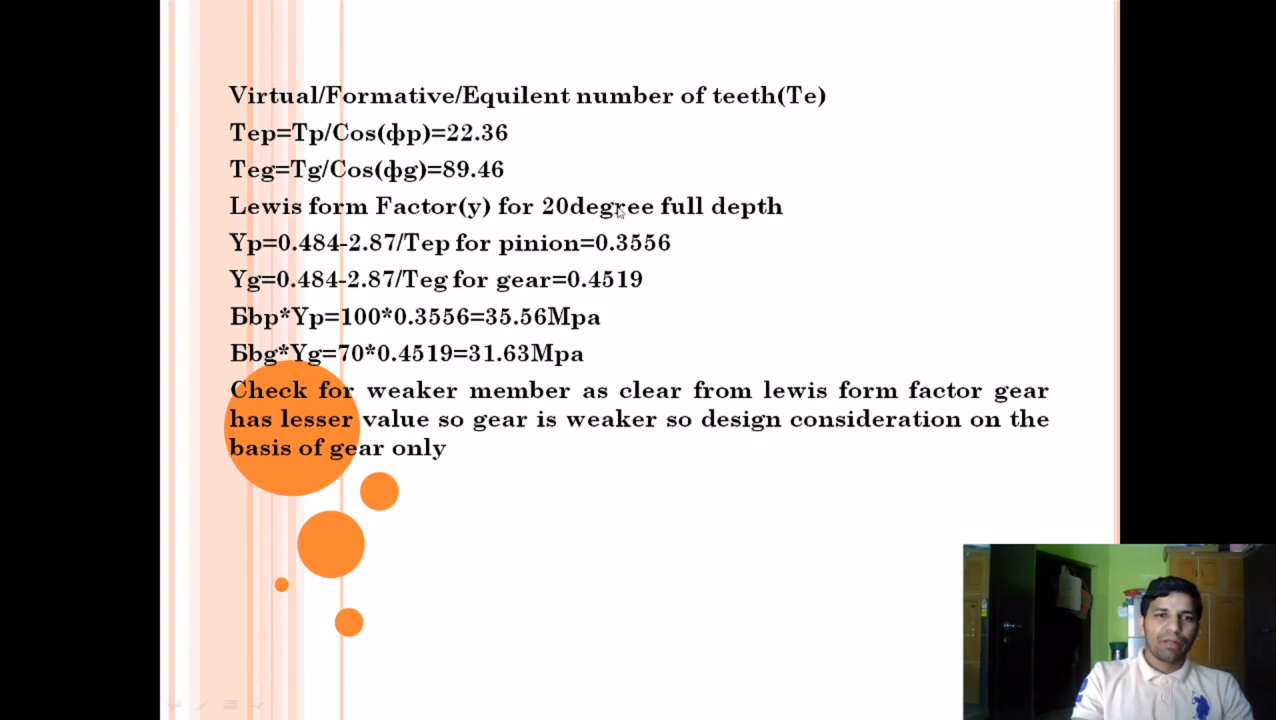 Virtual/Formative/Equilent number of teeth(Te)
Tep=Tp/Cos(фp)=22.36
Teg=Tg/Cos(фg)=89.46
Lewis form Factor(y) for 20degree full depth
Yp=0.484-2.87/Tep for pinion=0.3556
Yg=0.484-2.87/Teg for gear=0.4519
Бbp*Yp=100*0.3556=35.56Mpa
Бbg*Yg=70*0.4519=31.63Mpa
Check for weaker member as clear from lewis form factor gear
has lesser value so gear is weaker so design consideration on the
basis of gear only